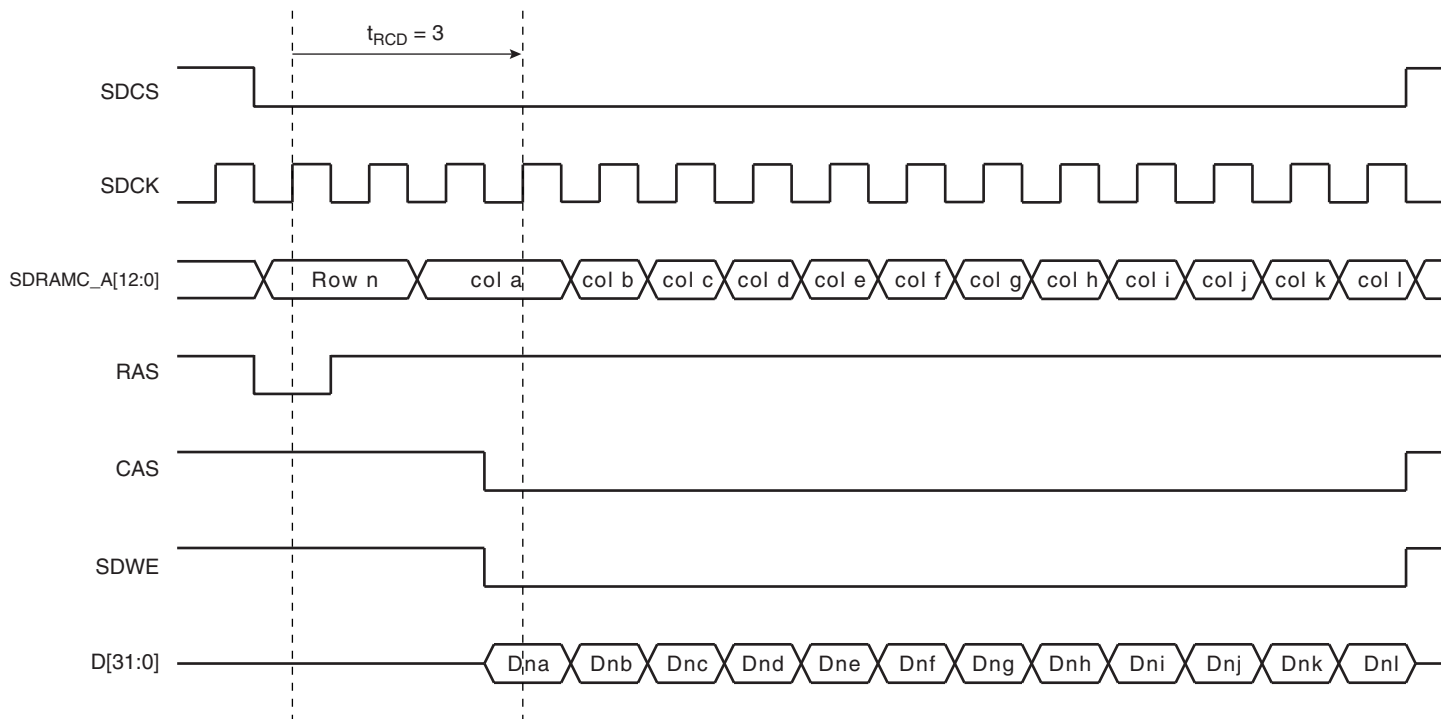 tRCD = 3
SDCS
SDCK
SDRAMC_A[12:0] Row n col a col b col c col d col e col f col g col h col i col j col k col l
RAS
CAS
SDWE
D[31:0] Dna Dnb Dnc Dnd Dne Dnf Dng Dnh Dni Dnj Dnk Dnl